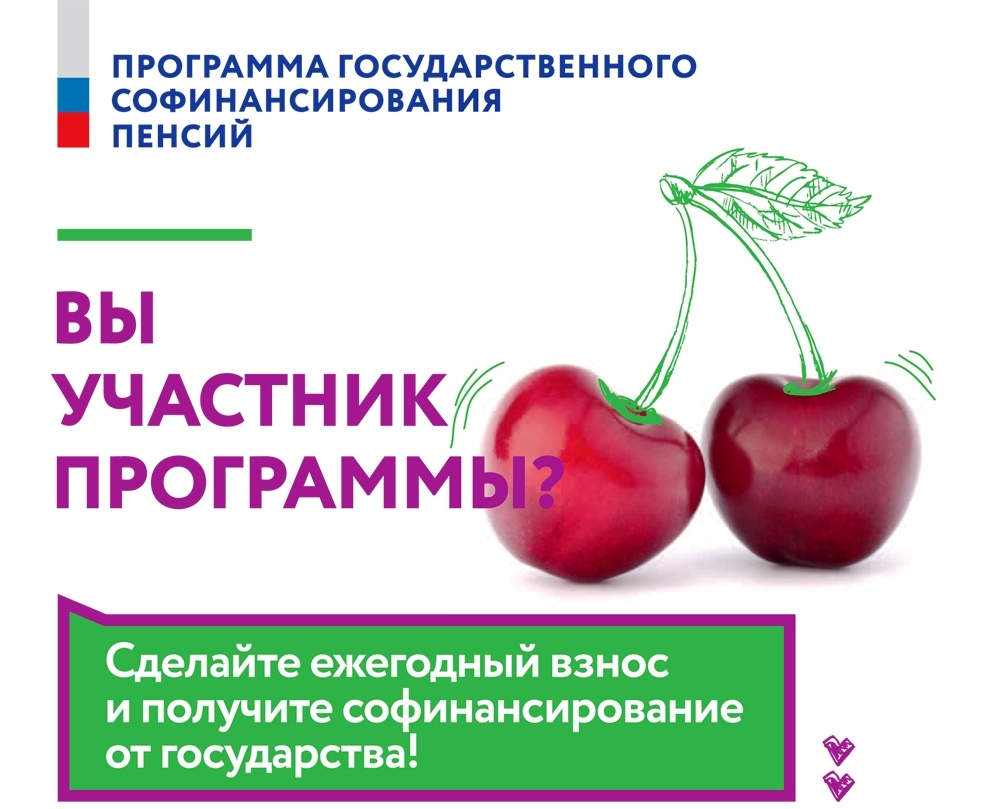 ПРОГРАММА ГОСУДАРСТВЕННОГО
СОФИНАНСИРОВАНИЯ
ПЕНСИЙ
ВЫ
УЧАСТНИК
ПРОГРАММЫ?
Сделайте ежегодный взнос
и получите софинансирование
от государства!